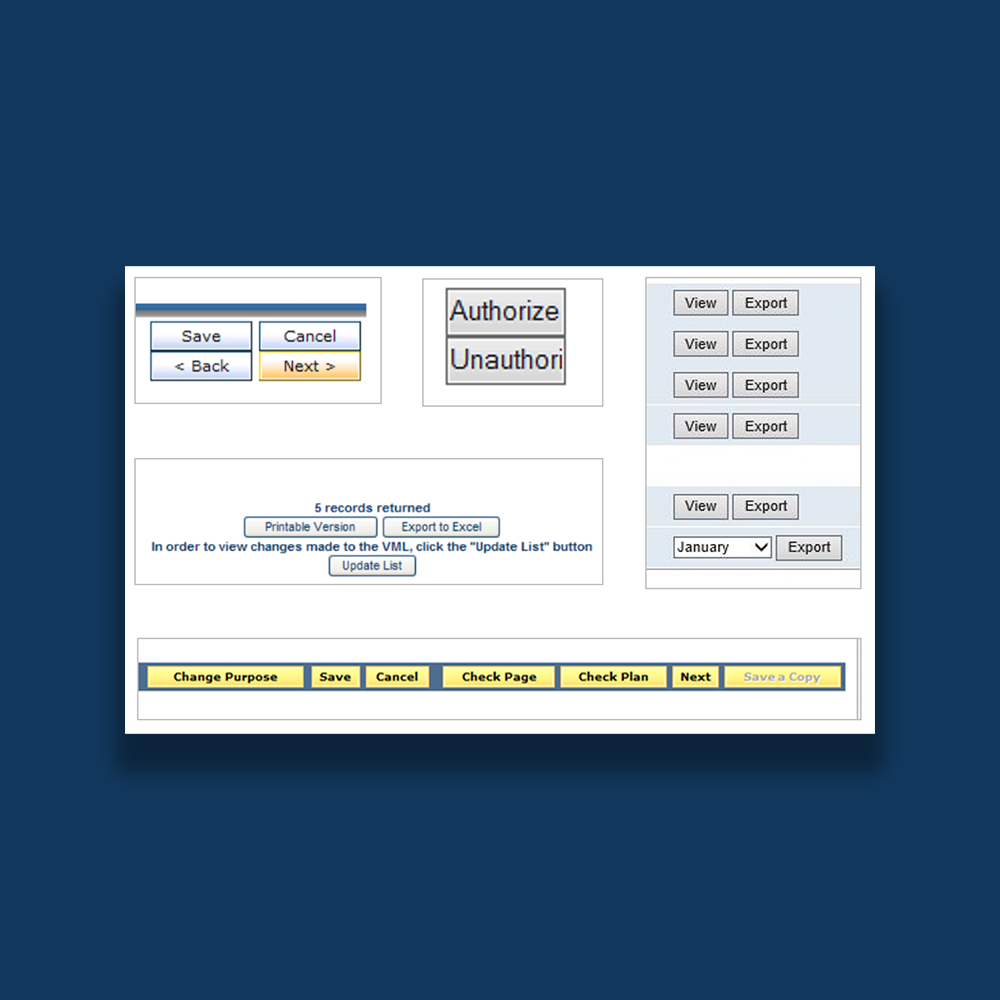 Save Cancel
< Back Next >
Authorize
Unauthori
View Export
View Export
View Export
View Export
View Export
January Export
5 records returned
Printable Version Export to Excel
In order to view changes made to the VML, click the "Update List" button
Update List
Change Purpose Save Cancel Check Page Check Plan Next Save a Copy